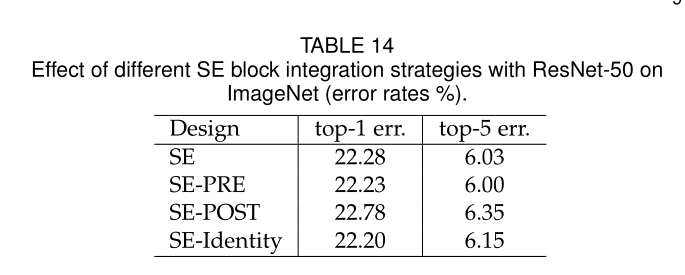 TABLE 14
Effect of different SE block integration strategies with ResNet-50 on
ImageNet (error rates %).
Design top-1 err. top-5 err.
SE 22.28 6.03
SE-PRE 22.23 6.00
SE-POST 22.78 6.35
SE-Identity 22.20 6.15